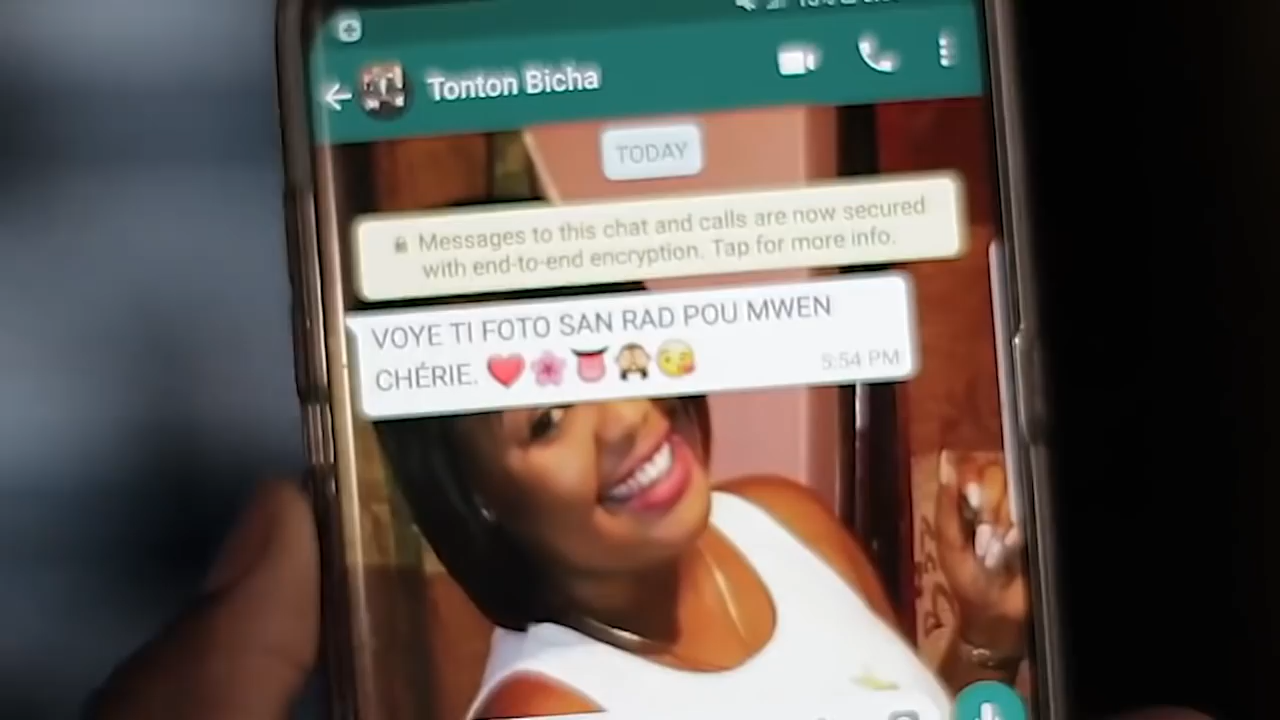 Tonton Bicha
TODAY
Messages to this chat and calls are now secured
with end-to-end encryption. Tap for more info.
VOYE TI FOTO SAN RAD POU MWEN
CHÉRIE. ❤️🌸👅🙈😘
5:54 PM